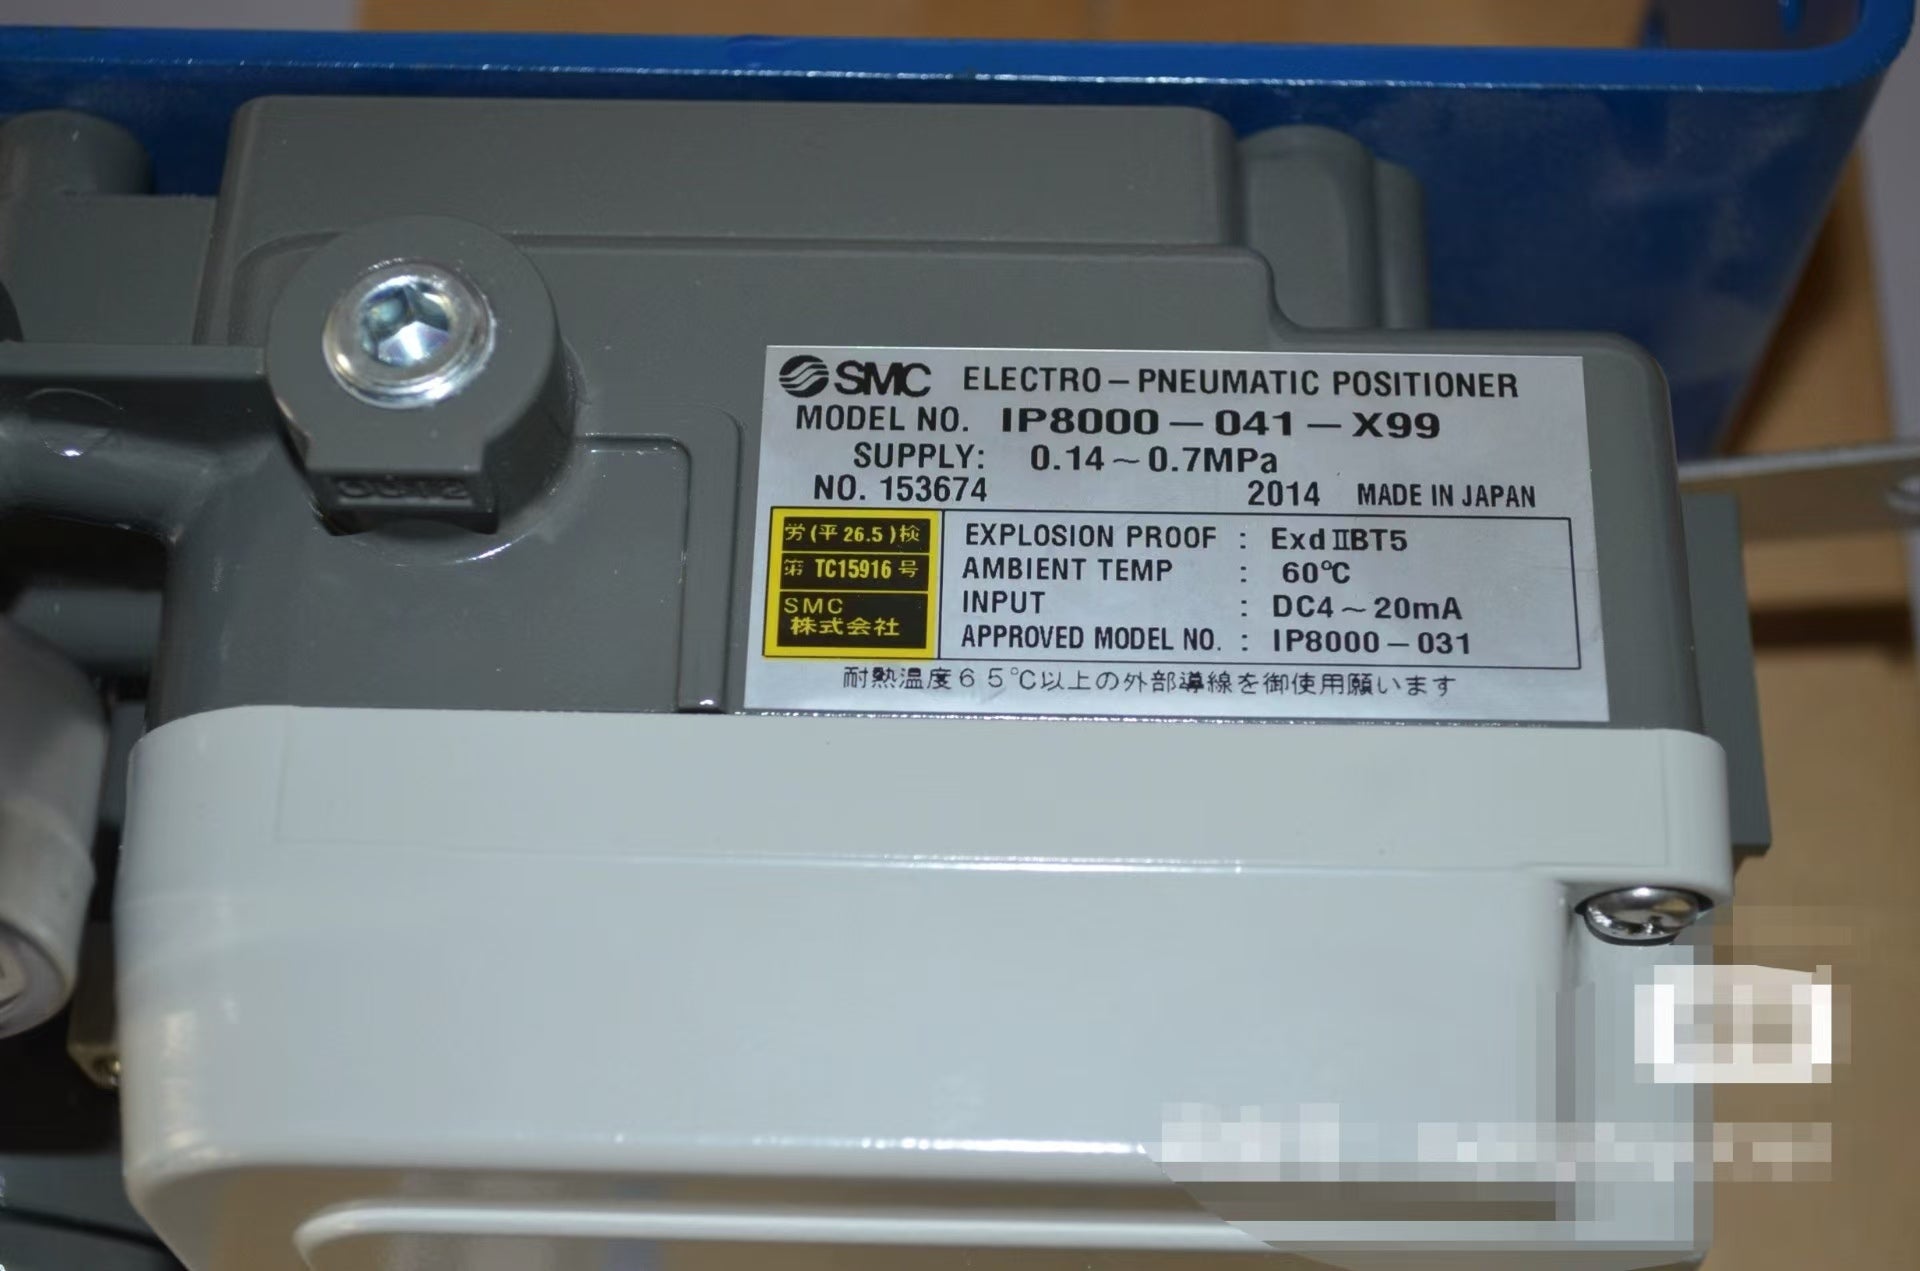 SMC ELECTRO-PNEUMATIC POSITIONER
MODEL NO. IP8000-041-X99
SUPPLY: 0.14~0.7MPa
NO. 153674 2014 MADE IN JAPAN
労(平26.5)検
第 TC15916 号
SMC
株式会社
EXPLOSION PROOF : ExdⅡBT5
AMBIENT TEMP : 60℃
INPUT : DC4~20mA
APPROVED MODEL NO. : IP8000-031
耐熱温度65℃以上の外部導線を御使用願います
OUT2